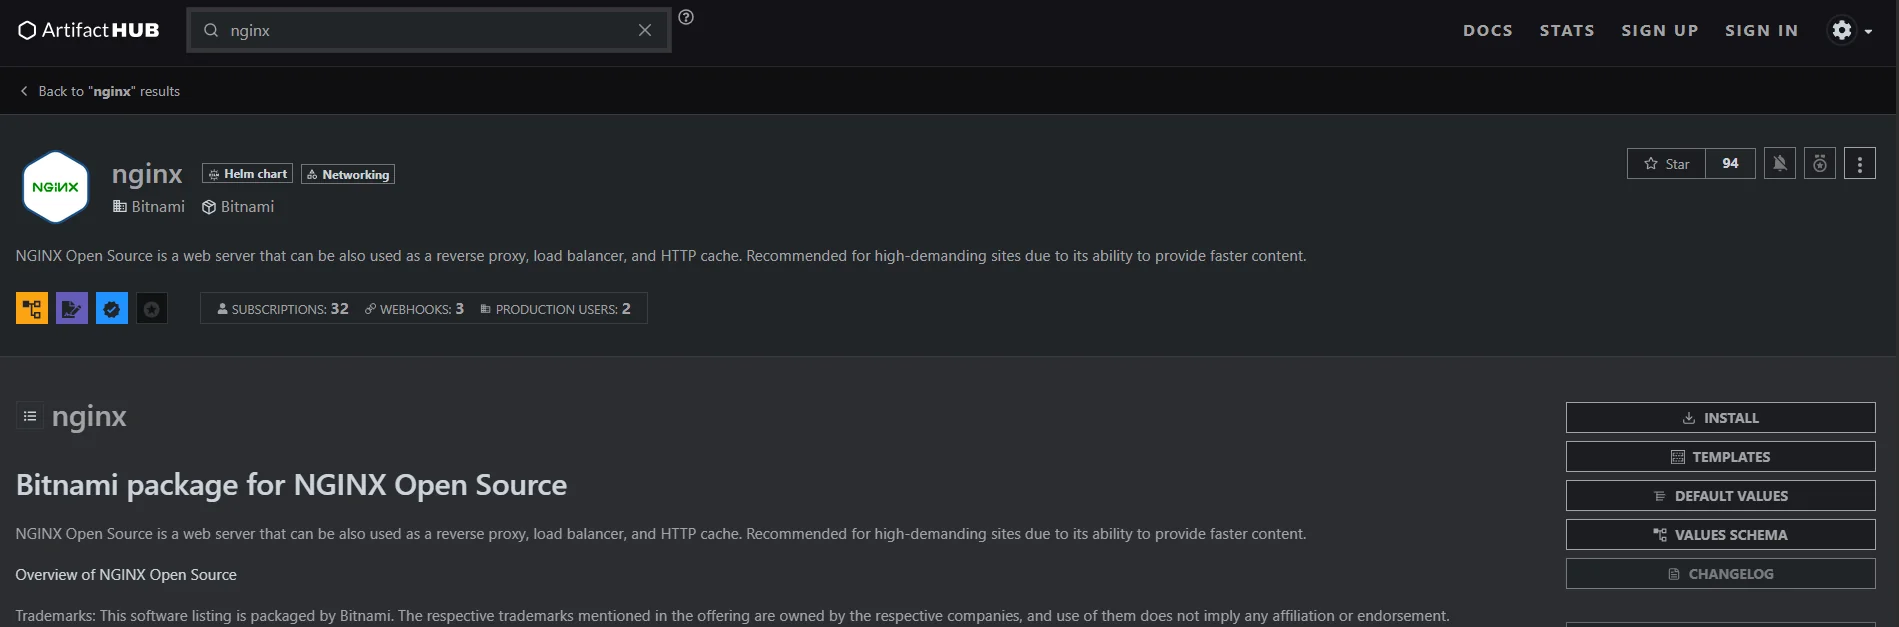 ArtifactHUB
nginx
DOCS STATS SIGN UP SIGN IN
Back to "nginx" results
NGiNX
nginx Helm chart Networking
Bitnami Bitnami
Star 94
NGINX Open Source is a web server that can be also used as a reverse proxy, load balancer, and HTTP cache. Recommended for high-demanding sites due to its ability to provide faster content.
SUBSCRIPTIONS: 32 WEBHOOKS: 3 PRODUCTION USERS: 2
nginx
Bitnami package for NGINX Open Source
NGINX Open Source is a web server that can be also used as a reverse proxy, load balancer, and HTTP cache. Recommended for high-demanding sites due to its ability to provide faster content.
Overview of NGINX Open Source
Trademarks: This software listing is packaged by Bitnami. The respective trademarks mentioned in the offering are owned by the respective companies, and use of them does not imply any affiliation or endorsement.
INSTALL
TEMPLATES
DEFAULT VALUES
VALUES SCHEMA
CHANGELOG